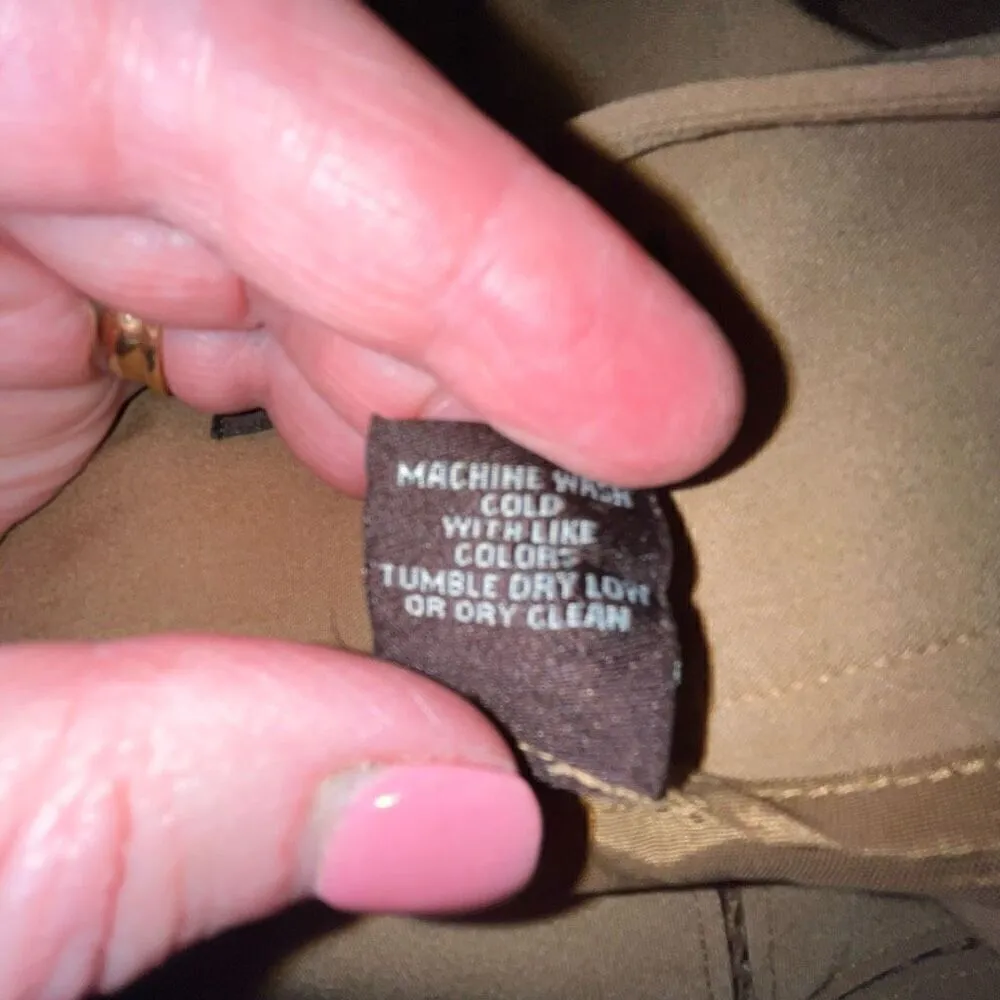 MACHINE WASH
COLD
WITH LIKE
COLORS
TUMBLE DRY LOW
OR DRY CLEAN